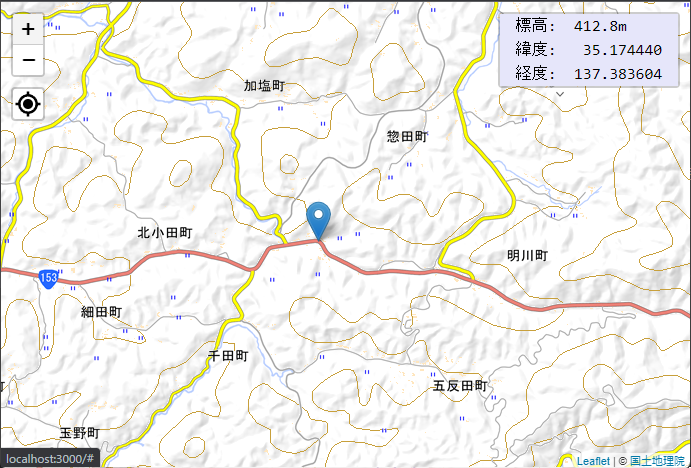 +
−
標高: 412.8m
緯度: 35.174440
経度: 137.383604
加塩町
惣田町
北小田町
明川町
153
細田町
千田町
五反田町
町
玉野町
localhost:3000/#
Leaflet | © 国土地理院